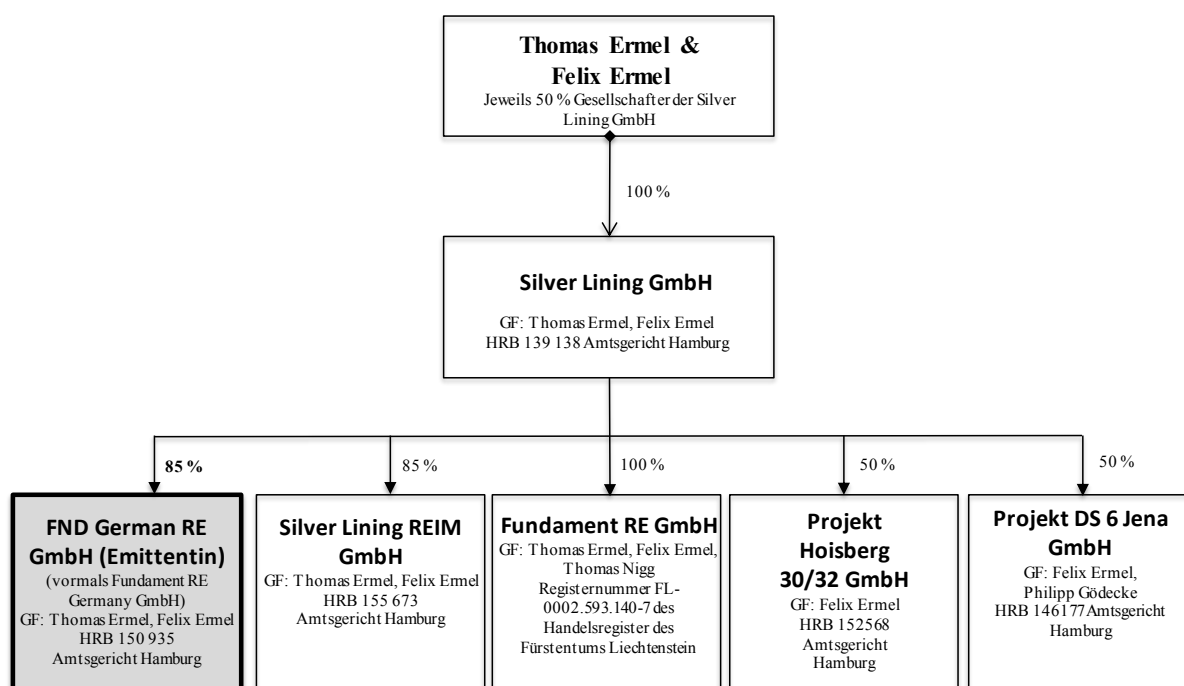 Thomas Ermel &
Felix Ermel
Jeweils 50 % Gesellschafter der Silver
Lining GmbH
100 %
Silver Lining GmbH
GF: Thomas Ermel, Felix Ermel
HRB 139 138 Amtsgericht Hamburg
85 %
85 %
100 %
50 %
50 %
FND German RE
GmbH (Emittentin)
(vormals Fundament RE
Germany GmbH)
GF: Thomas Ermel, Felix Ermel
HRB 150 935
Amtsgericht Hamburg
Silver Lining REIM
GmbH
GF: Thomas Ermel, Felix Ermel
HRB 155 673
Amtsgericht Hamburg
Fundament RE GmbH
GF: Thomas Ermel, Felix Ermel,
Thomas Nigg
Registernummer FL-
0002.593.140-7 des
Handelsregister des
Fürstentums Liechtenstein
Projekt
Hoisberg
30/32 GmbH
GF: Felix Ermel
HRB 152568
Amtsgericht
Hamburg
Projekt DS 6 Jena
GmbH
GF: Felix Ermel,
Philipp Gödecke
HRB 146177 Amtsgericht
Hamburg